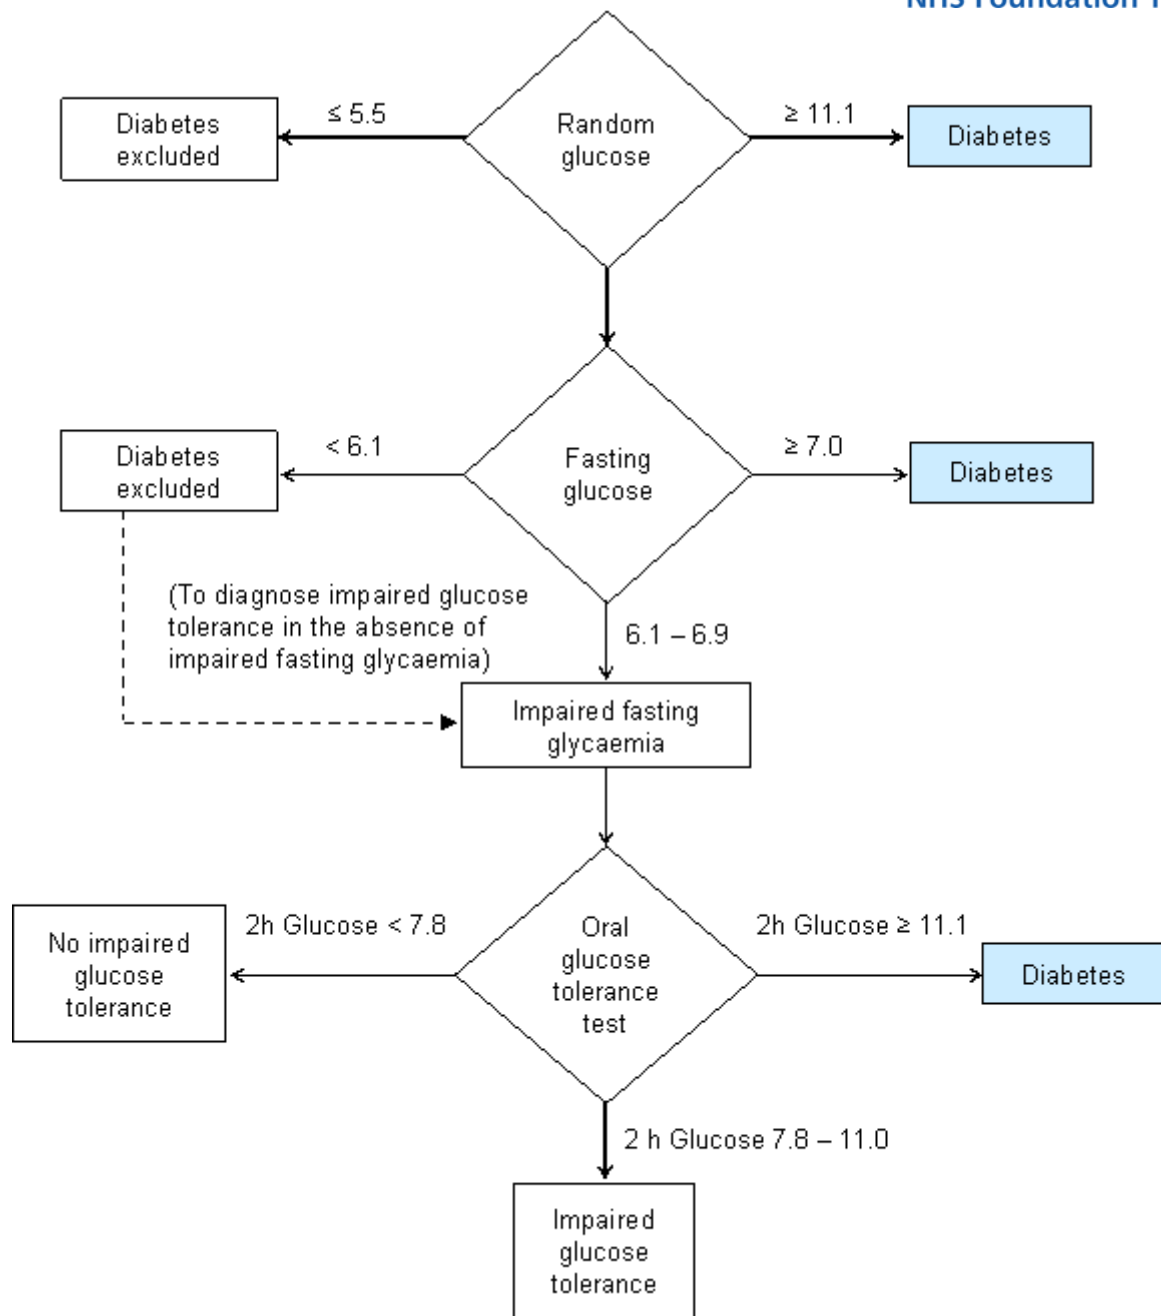 NHS Foundation
≤ 5.5
≥ 11.1
Diabetes
excluded
Random
glucose
Diabetes
< 6.1
≥ 7.0
Diabetes
excluded
Fasting
glucose
Diabetes
(To diagnose impaired glucose
tolerance in the absence of
impaired fasting glycaemia)
6.1 – 6.9
Impaired fasting
glycaemia
2h Glucose < 7.8
2h Glucose ≥ 11.1
No impaired
glucose
tolerance
Oral
glucose
tolerance
test
Diabetes
2 h Glucose 7.8 – 11.0
Impaired
glucose
tolerance